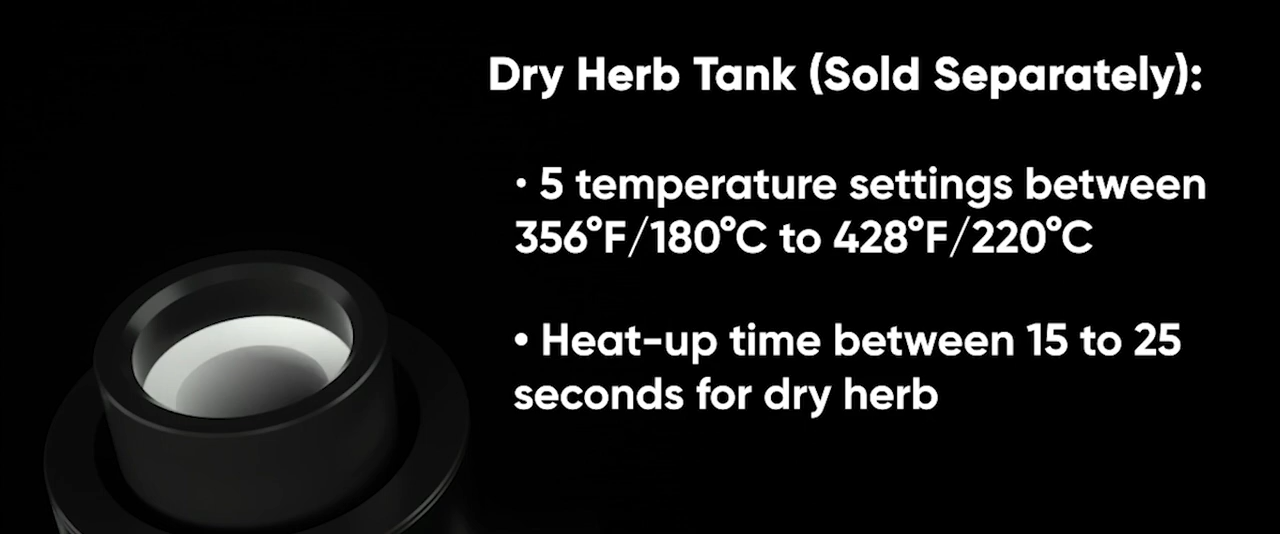 Dry Herb Tank (Sold Separately):
· 5 temperature settings between
356°F/180°C to 428°F/220°C
• Heat-up time between 15 to 25
seconds for dry herb